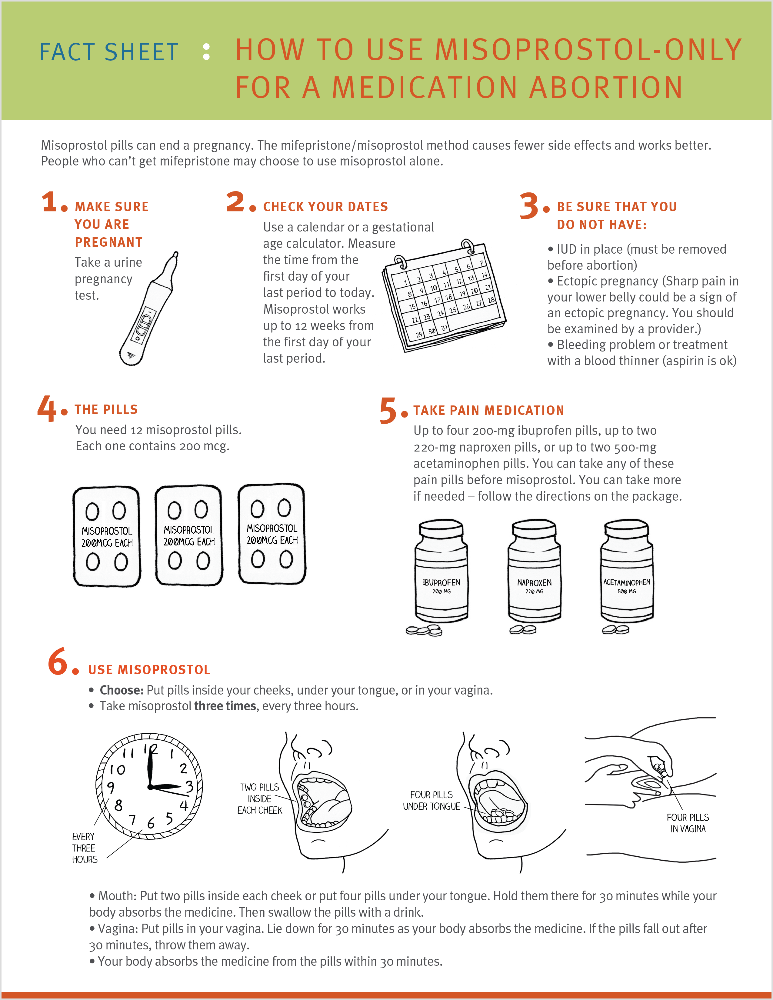 FACT SHEET : HOW TO USE MISOPROSTOL-ONLY
FOR A MEDICATION ABORTION
Misoprostol pills can end a pregnancy. The mifepristone/misoprostol method causes fewer side effects and works better.
People who can't get mifepristone may choose to use misoprostol alone.
1. MAKE SURE
YOU ARE
PREGNANT
Take a urine
pregnancy
test.
2. CHECK YOUR DATES
Use a calendar or a gestational
age calculator. Measure
the time from the
first day of your
last period to today.
Misoprostol works
up to 12 weeks from
the first day of your
last period.
1 2 3 4 5 6 7
8 9 10 11 12 13 14
15 16 17 18 19 20 21
22 23 24 25 26 27 28
29 30 31
3. BE SURE THAT YOU
DO NOT HAVE:
• IUD in place (must be removed
before abortion)
• Ectopic pregnancy (Sharp pain in
your lower belly could be a sign of
an ectopic pregnancy. You should
be examined by a provider.)
• Bleeding problem or treatment
with a blood thinner (aspirin is ok)
4. THE PILLS
You need 12 misoprostol pills.
Each one contains 200 mcg.
MISOPROSTOL
200MCG EACH
MISOPROSTOL
200MCG EACH
MISOPROSTOL
200MCG EACH
5. TAKE PAIN MEDICATION
Up to four 200-mg ibuprofen pills, up to two
220-mg naproxen pills, or up to two 500-mg
acetaminophen pills. You can take any of these
pain pills before misoprostol. You can take more
if needed – follow the directions on the package.
IBUPROFEN
200 MG
NAPROXEN
220 MG
ACETAMINOPHEN
500 MG
6. USE MISOPROSTOL
• Choose: Put pills inside your cheeks, under your tongue, or in your vagina.
• Take misoprostol three times, every three hours.
12
1
2
3
4
5
6
7
8
9
10
11
EVERY
THREE
HOURS
TWO PILLS
INSIDE
EACH CHEEK
FOUR PILLS
UNDER TONGUE
FOUR PILLS
IN VAGINA
• Mouth: Put two pills inside each cheek or put four pills under your tongue. Hold them there for 30 minutes while your
body absorbs the medicine. Then swallow the pills with a drink.
• Vagina: Put pills in your vagina. Lie down for 30 minutes as your body absorbs the medicine. If the pills fall out after
30 minutes, throw them away.
• Your body absorbs the medicine from the pills within 30 minutes.